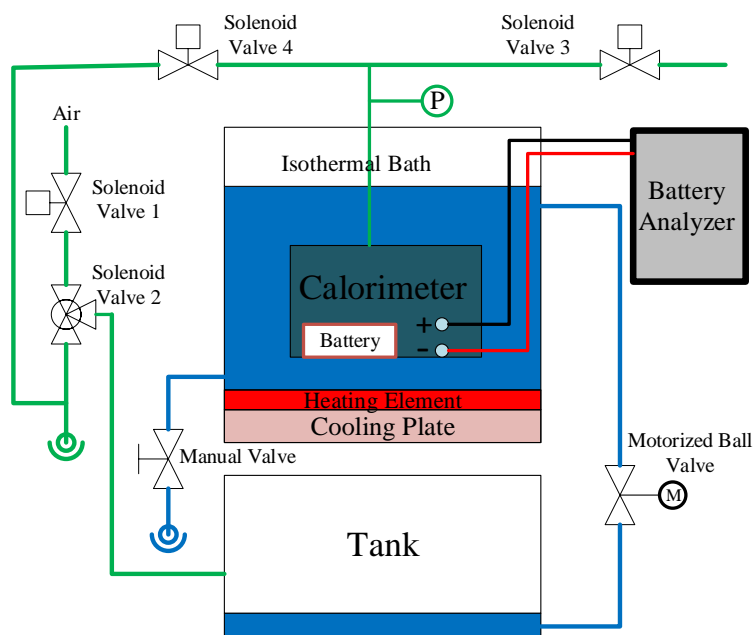 Solenoid
Valve 4
Solenoid
Valve 3
P
Air
Isothermal Bath
Solenoid
Valve 1
Battery
Analyzer
Solenoid
Valve 2
Calorimeter
+
Battery
-
Heating Element
Cooling Plate
Manual Valve
Motorized Ball
Valve
M
Tank